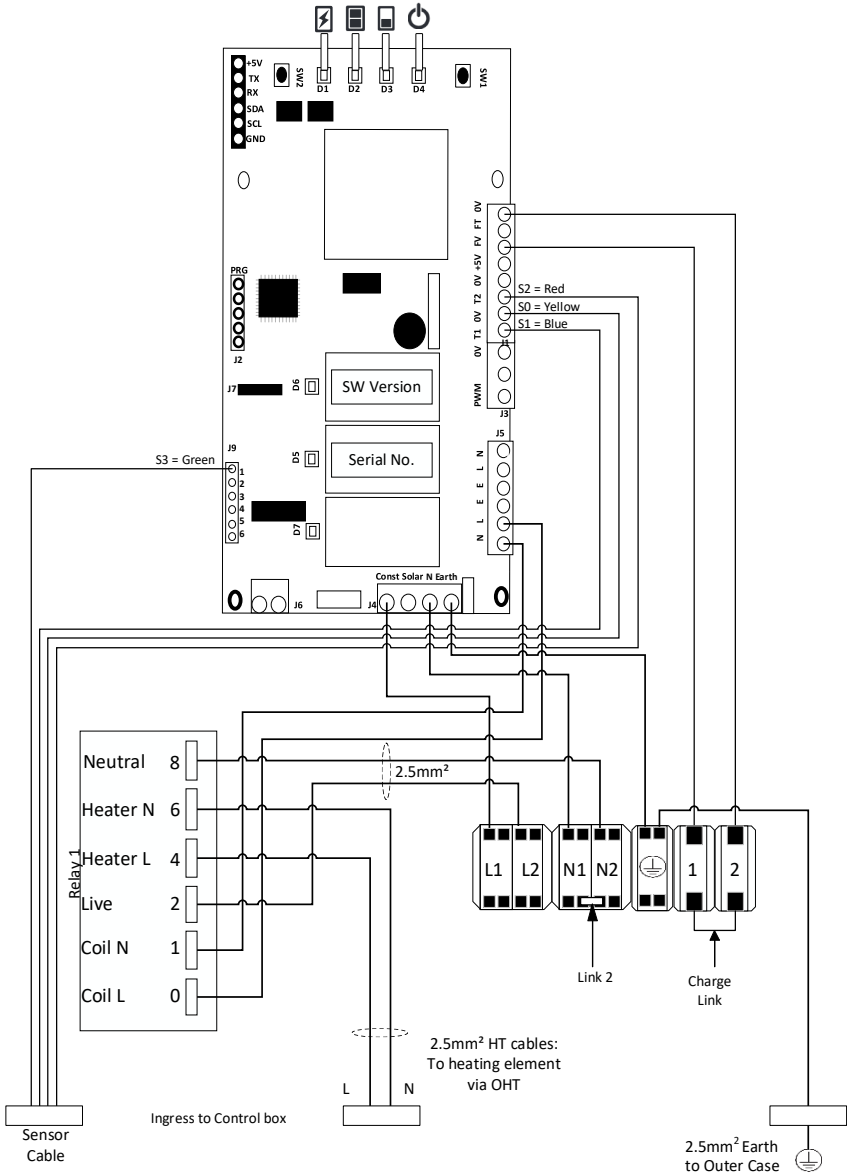 +5V
TX
RX
SDA
SCL
GND
SW2
D1
D2
D3
D4
SW1
PRG
J2
J7
D6
SW Version
J9
D5
Serial No.
S3 = Green
1
2
3
4
5
6
D7
0V
FT
FV
+5V
0V
T2
0V
T1
J1
0V
PWM
J3
S2 = Red
S0 = Yellow
S1 = Blue
J5
N
L
E
E
L
N
Const Solar N Earth
J6
J4
Relay 1
Neutral 8
Heater N 6
Heater L 4
Live 2
Coil N 1
Coil L 0
2.5mm²
L1
L2
N1
N2
1
2
Link 2
Charge
Link
2.5mm² HT cables:
To heating element
via OHT
L
N
Ingress to Control box
Sensor
Cable
2.5mm² Earth
to Outer Case